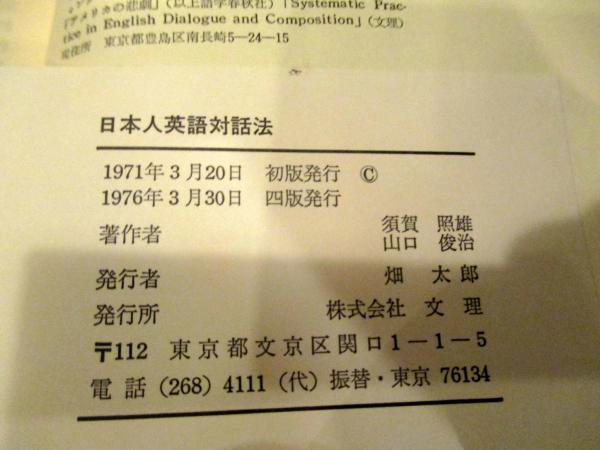 「アメリカの悲劇」(以上語学春秋社)「Systematic Prac-
tice in English Dialogue and Composition」(文理)
現住所 東京都豊島区南長崎5−24−15
日本人英語対話法
1971年3月20日 初版発行 ©
1976年3月30日 四版発行
著作者 須賀 照雄
山口 俊治
発行者 畑 太郎
発行所 株式会社 文理
〒112 東京都文京区関口1−1−5
電話 (268) 4111 (代) 振替・東京 76134